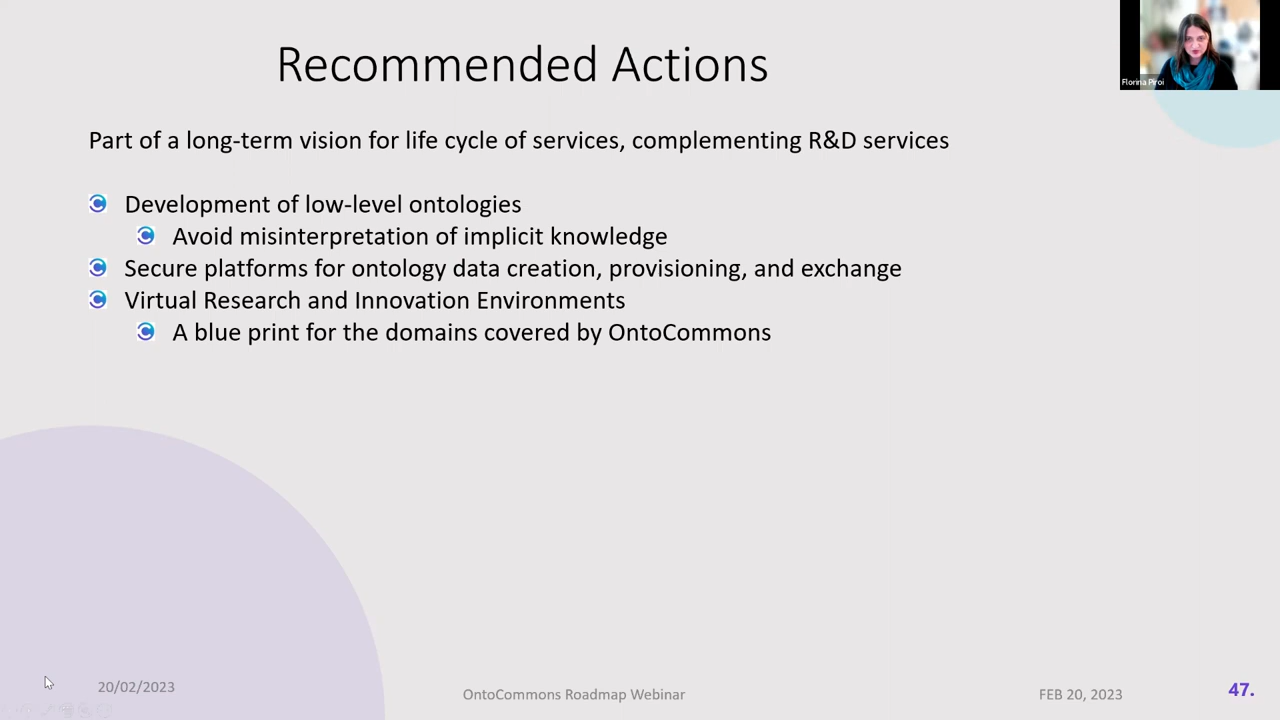 Recommended Actions
Florina Piroi
Part of a long-term vision for life cycle of services, complementing R&D services
Development of low-level ontologies
Avoid misinterpretation of implicit knowledge
Secure platforms for ontology data creation, provisioning, and exchange
Virtual Research and Innovation Environments
A blue print for the domains covered by OntoCommons
20/02/2023
OntoCommons Roadmap Webinar
FEB 20, 2023
47.